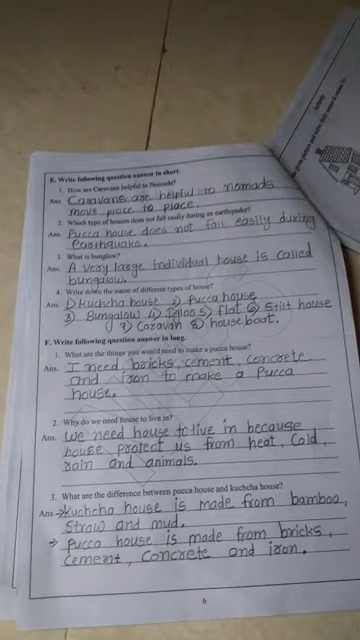 E. Write following question answer in short.
1. How are Caravans helpful to Nomads?
Ans. Caravans are helpful to nomads
move place to place.
2. Which type of houses does not fall easily during an earthquake?
Ans. Pucca house does not fall easily during
earthquake.
3. What is bunglow?
Ans. A very large individual house is called
bungalow.
4. Write down the name of different types of house?
Ans. 1) kuchcha house 2) Pucca house
3) Bungalow 4) Igloo 5) flat 6) Stilt house
7) Caravan 8) house boat.
F. Write following question answer in long.
1. What are the things you would need to make a pucca house?
Ans. I need bricks, cement, concrete
and iron to make a Pucca
house.
2. Why do we need house to live in?
Ans. We need house to live in because
house protect us from heat, cold,
rain and animals.
3. What are the difference between pucca house and kuchcha house?
Ans. → kuchcha house is made from bamboo,
straw and mud.
→ Pucca house is made from bricks,
cement, concrete and iron.
6